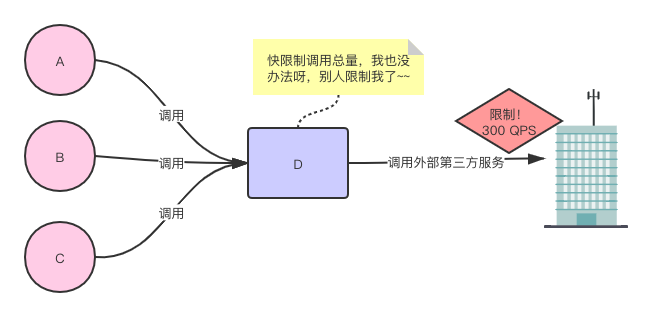 A
快限制调用总量，我也没
办法呀，别人限制我了~~
限制！
300 QPS
调用
B
调用
D
调用外部第三方服务
调用
C